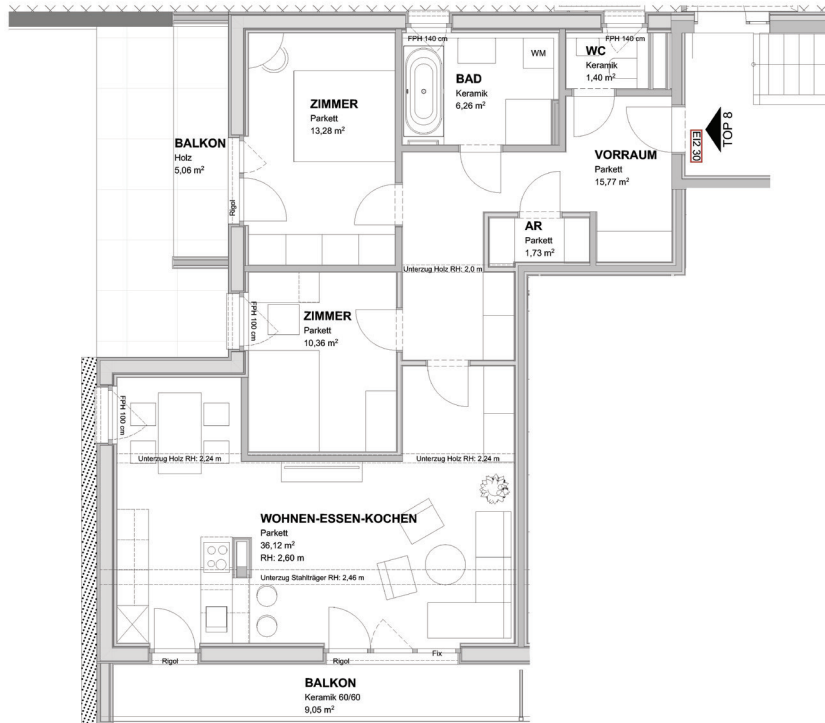 FPH 140 cm
FPH 140 cm
WC
Keramik
1,40 m²
WM
BAD
Keramik
6,26 m²
ZIMMER
Parkett
13,28 m²
BALKON
Holz
5,06 m²
Rigol
VORRAUM
Parkett
15,77 m²
EI2 30
TOP 8
AR
Parkett
1,73 m²
Unterzug Holz RH: 2,0 m
ZIMMER
Parkett
10,36 m²
FPH 100 cm
FPH 100 cm
Unterzug Holz RH: 2,24 m
Unterzug Holz RH: 2,24 m
WOHNEN-ESSEN-KOCHEN
Parkett
36,12 m²
RH: 2,60 m
Unterzug Stahlträger RH: 2,46 m
Rigol
Rigol
Fix
BALKON
Keramik 60/60
9,05 m²